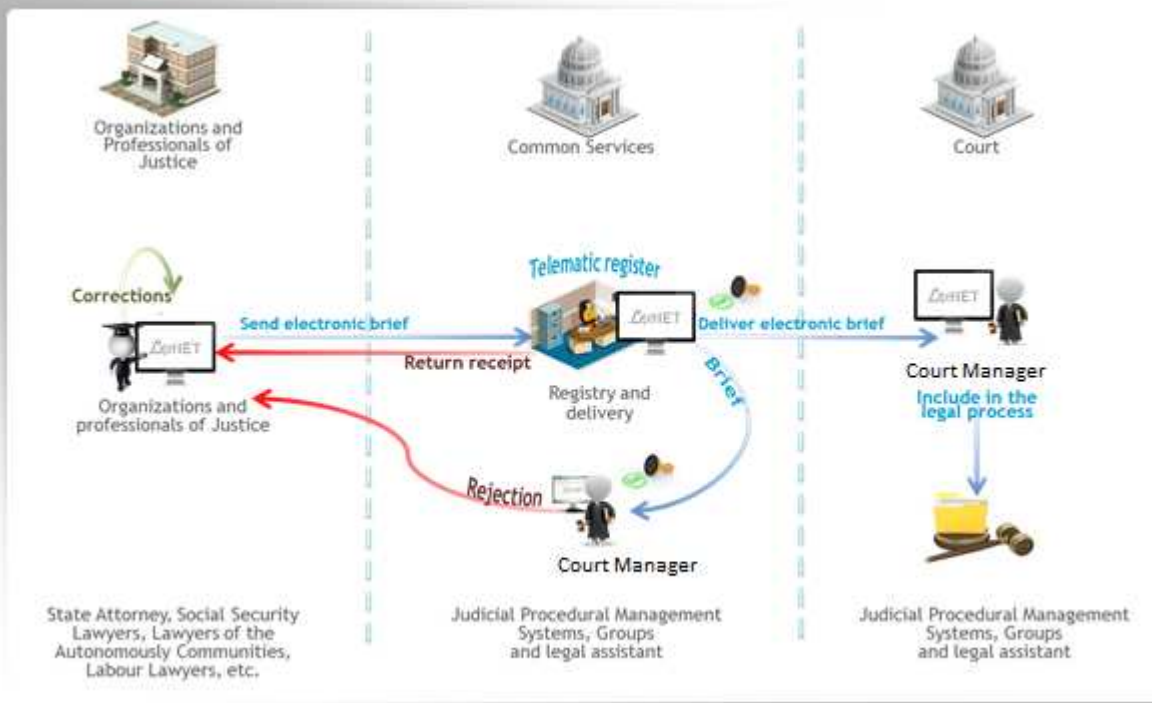 Organizations and
Professionals of
Justice
Common Services
Court
Corrections
LexNET
Send electronic brief
Return receipt
Organizations and
professionals of Justice
Telematic register
LexNET
Registry and
delivery
Deliver electronic brief
Brief
Rejection
Court Manager
LexNET
Court Manager
Include in the
legal process
State Attorney, Social Security
Lawyers, Lawyers of the
Autonomously Communities,
Labour Lawyers, etc.
Judicial Procedural Management
Systems, Groups
and legal assistant
Judicial Procedural Management
Systems, Groups
and legal assistant